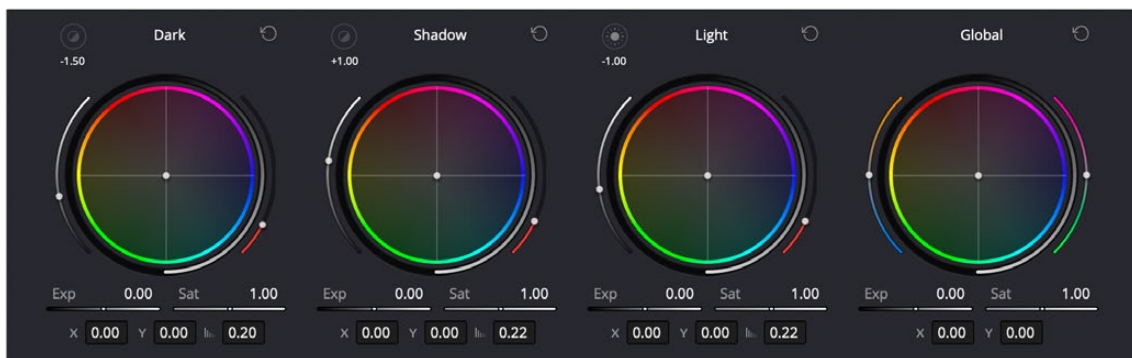 Dark Shadow Light Global
-1.50 +1.00 -1.00
Exp 0.00 Sat 1.00 Exp 0.00 Sat 1.00 Exp 0.00 Sat 1.00 Exp 0.00 Sat 1.00
X 0.00 Y 0.00 0.20 X 0.00 Y 0.00 0.22 X 0.00 Y 0.00 0.22 X 0.00 Y 0.00